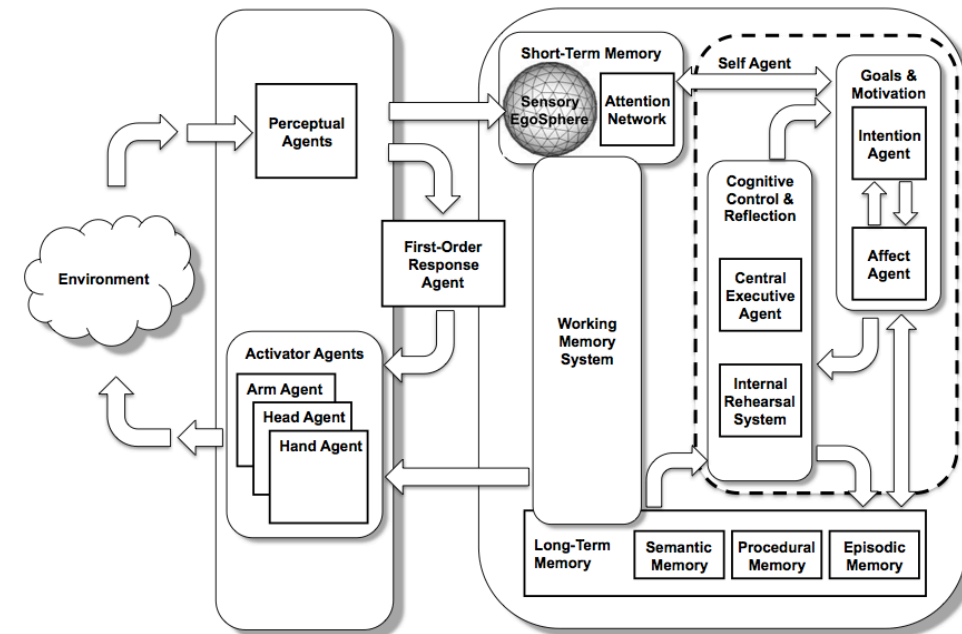 Short-Term Memory
Sensory
EgoSphere
Attention
Network
Self Agent
Goals &
Motivation
Intention
Agent
Affect
Agent
Perceptual
Agents
Cognitive
Control &
Reflection
Central
Executive
Agent
Internal
Rehearsal
System
First-Order
Response
Agent
Environment
Working
Memory
System
Activator Agents
Arm Agent
Head Agent
Hand Agent
Long-Term
Memory
Semantic
Memory
Procedural
Memory
Episodic
Memory